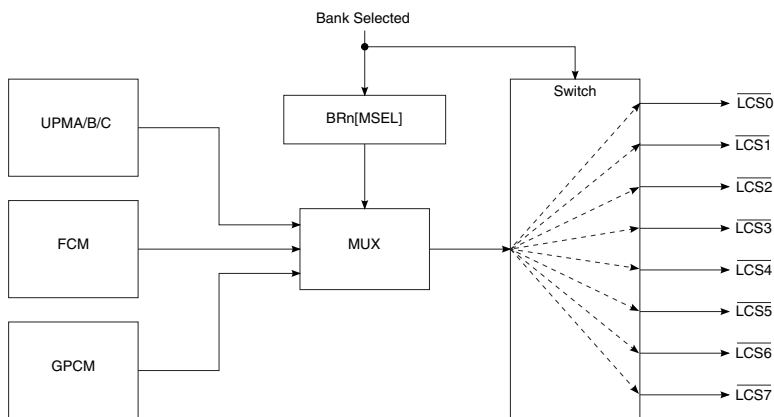 Bank Selected
Switch
UPMA/B/C
BRn[MSEL]
FCM
MUX
GPCM
LCS0
LCS1
LCS2
LCS3
LCS4
LCS5
LCS6
LCS7